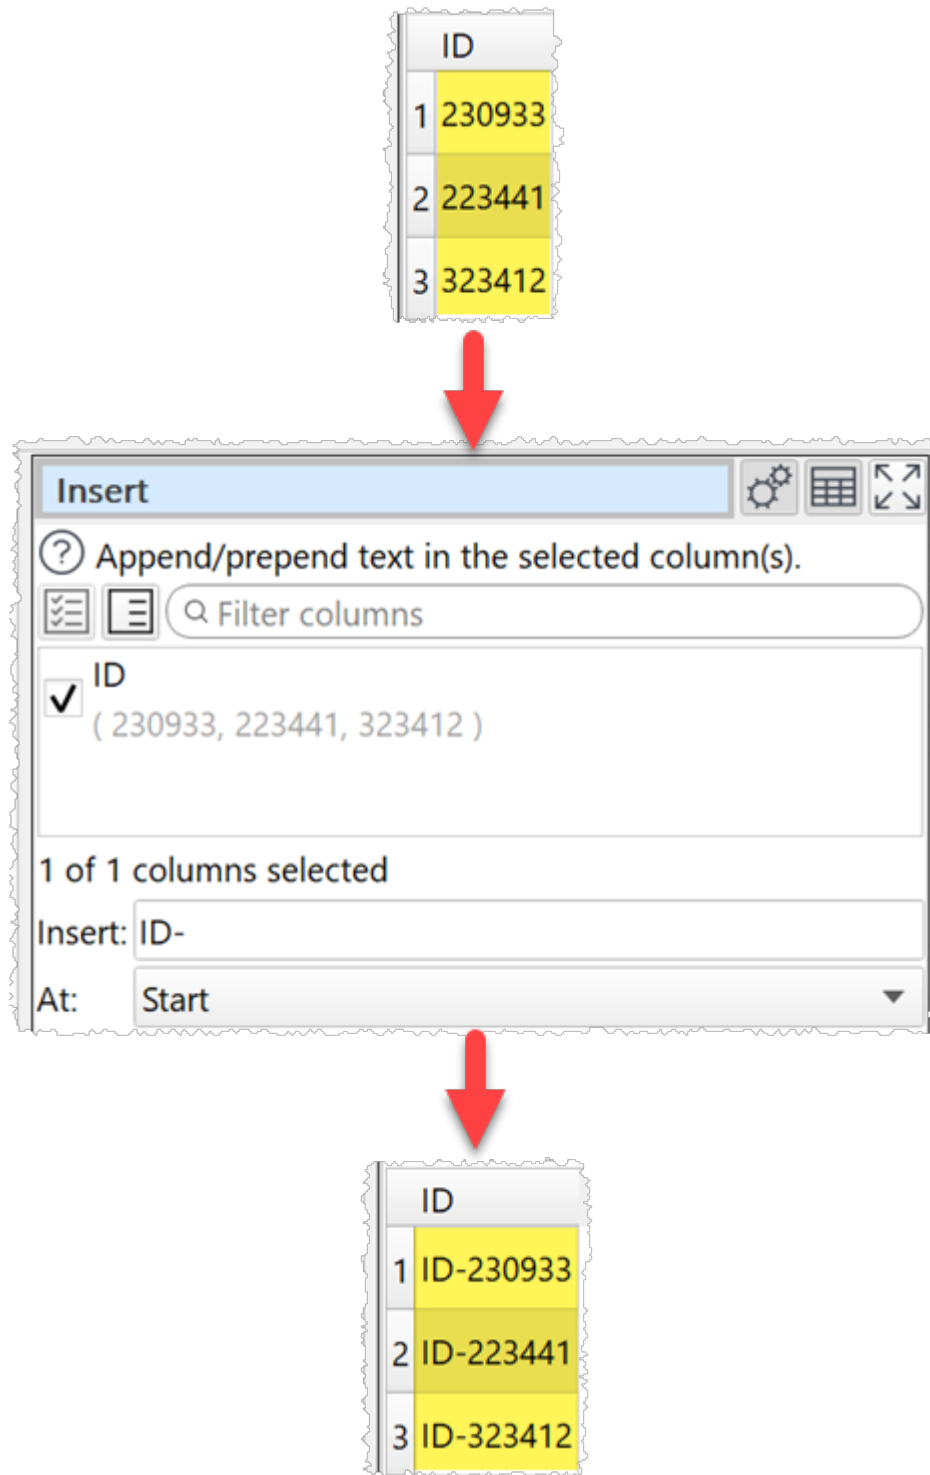 ID
1 230933
2 223441
3 323412
Insert
? Append/prepend text in the selected column(s).
Filter columns
ID
( 230933, 223441, 323412 )
1 of 1 columns selected
Insert: ID-
At: Start
ID
1 ID-230933
2 ID-223441
3 ID-323412